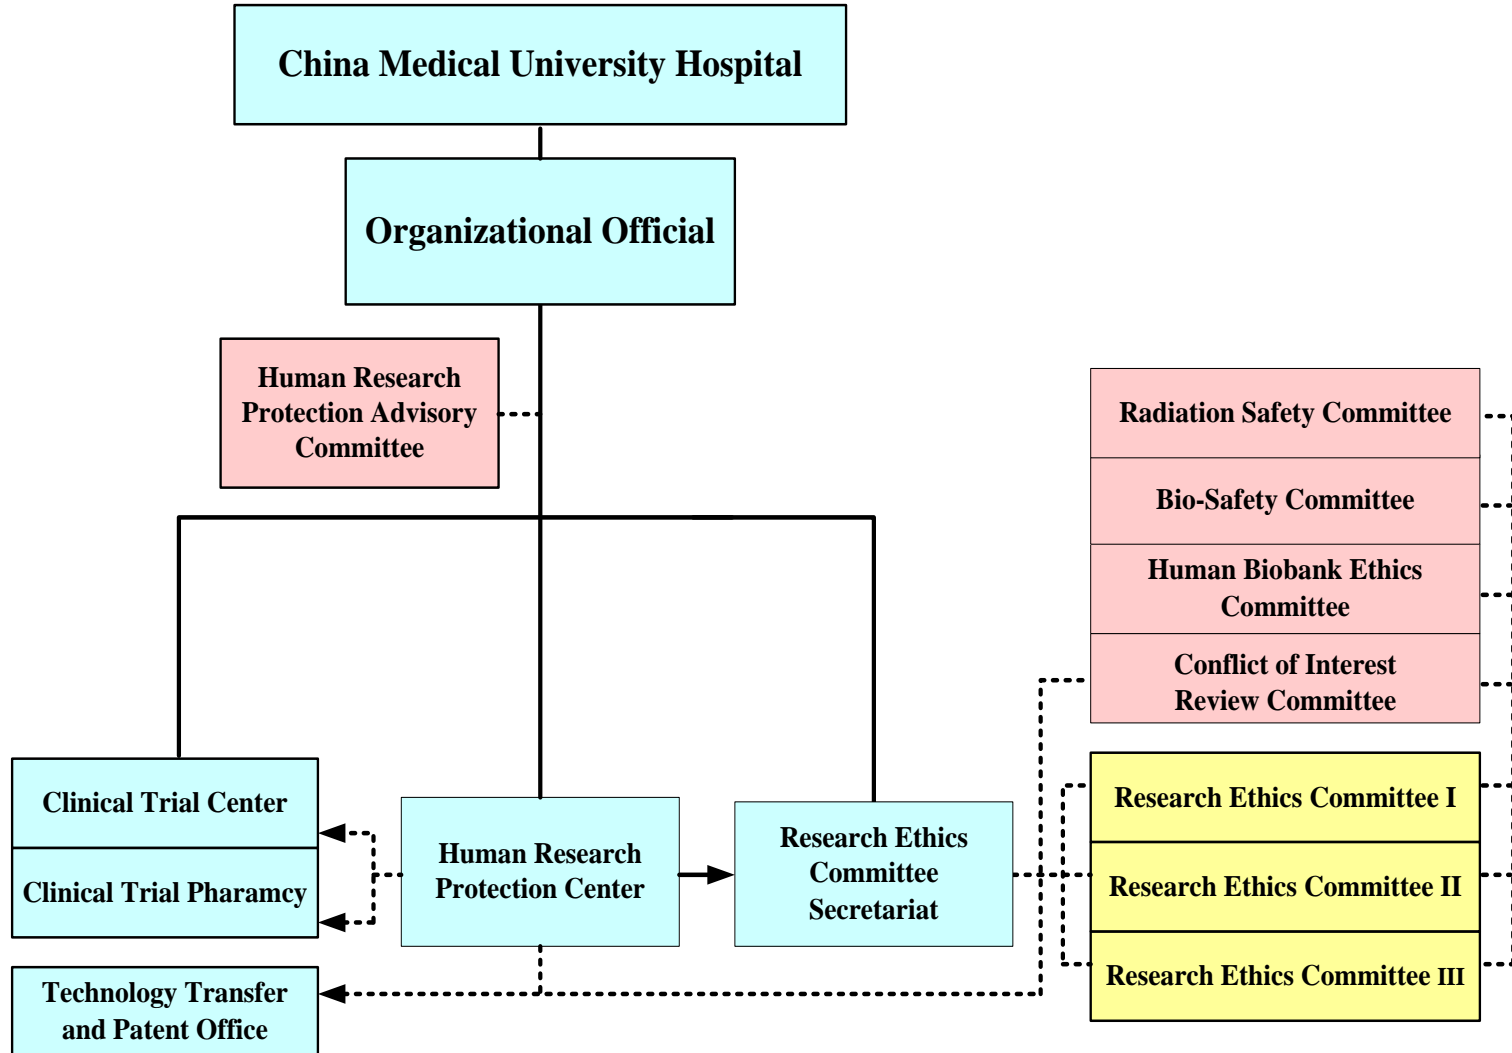 China Medical University Hospital
Organizational Official
Human Research
Protection Advisory
Committee
Radiation Safety Committee
Bio-Safety Committee
Human Biobank Ethics
Committee
Conflict of Interest
Review Committee
Clinical Trial Center
Clinical Trial Pharamcy
Human Research
Protection Center
Research Ethics
Committee
Secretariat
Research Ethics Committee I
Research Ethics Committee II
Research Ethics Committee III
Technology Transfer
and Patent Office